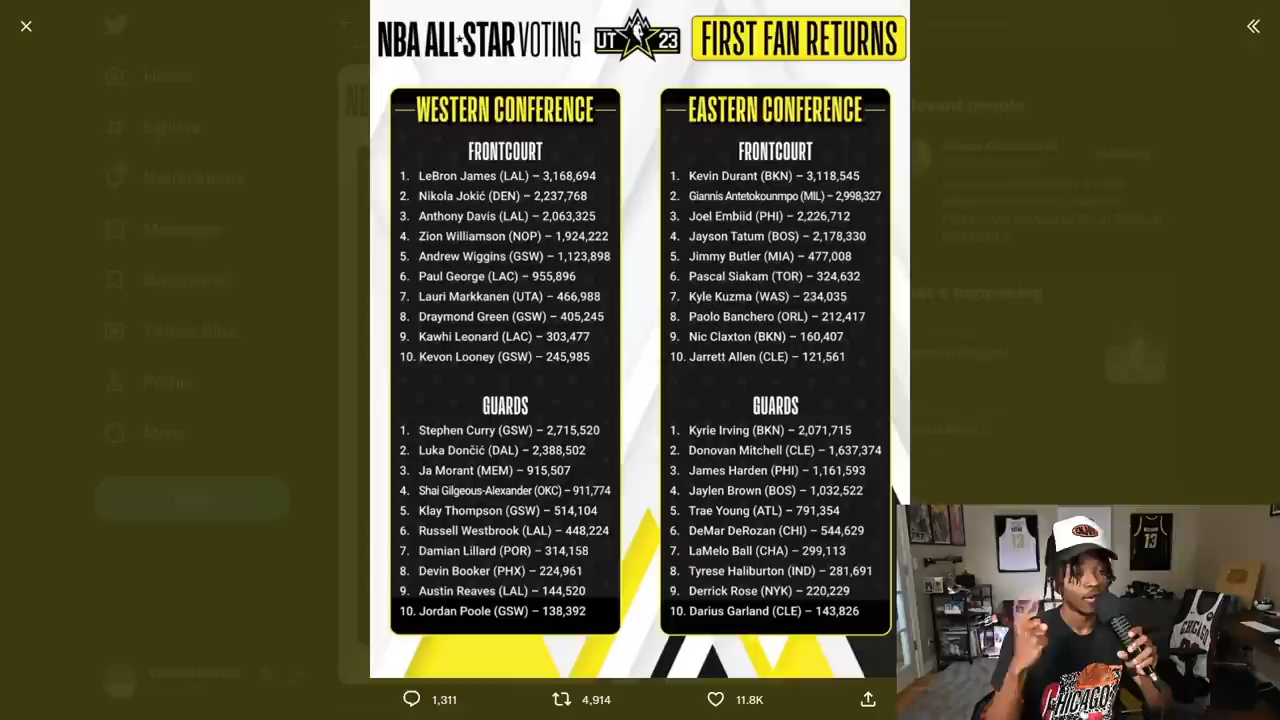 NBA ALL★STAR VOTING
UT 23
FIRST FAN RETURNS
WESTERN CONFERENCE
FRONTCOURT
1. LeBron James (LAL) – 3,168,694
2. Nikola Jokić (DEN) – 2,237,768
3. Anthony Davis (LAL) – 2,063,325
4. Zion Williamson (NOP) – 1,924,222
5. Andrew Wiggins (GSW) – 1,123,898
6. Paul George (LAC) – 955,896
7. Lauri Markkanen (UTA) – 466,988
8. Draymond Green (GSW) – 405,245
9. Kawhi Leonard (LAC) – 303,477
10. Kevon Looney (GSW) – 245,985
GUARDS
1. Stephen Curry (GSW) – 2,715,520
2. Luka Dončić (DAL) – 2,388,502
3. Ja Morant (MEM) – 915,507
4. Shai Gilgeous-Alexander (OKC) – 911,774
5. Klay Thompson (GSW) – 514,104
6. Russell Westbrook (LAL) – 448,224
7. Damian Lillard (POR) – 314,158
8. Devin Booker (PHX) – 224,961
9. Austin Reaves (LAL) – 144,520
10. Jordan Poole (GSW) – 138,392
EASTERN CONFERENCE
FRONTCOURT
1. Kevin Durant (BKN) – 3,118,545
2. Giannis Antetokounmpo (MIL) – 2,998,327
3. Joel Embiid (PHI) – 2,226,712
4. Jayson Tatum (BOS) – 2,178,330
5. Jimmy Butler (MIA) – 477,008
6. Pascal Siakam (TOR) – 324,632
7. Kyle Kuzma (WAS) – 234,035
8. Paolo Banchero (ORL) – 212,417
9. Nic Claxton (BKN) – 160,407
10. Jarrett Allen (CLE) – 121,561
GUARDS
1. Kyrie Irving (BKN) – 2,071,715
2. Donovan Mitchell (CLE) – 1,637,374
3. James Harden (PHI) – 1,161,593
4. Jaylen Brown (BOS) – 1,032,522
5. Trae Young (ATL) – 791,354
6. DeMar DeRozan (CHI) – 544,629
7. LaMelo Ball (CHA) – 299,113
8. Tyrese Haliburton (IND) – 281,691
9. Derrick Rose (NYK) – 220,229
10. Darius Garland (CLE) – 143,826
1,311
4,914
11.8K
Home
Explore
Notifications
Messages
Profile
More
13
CHICAGO
CHICAGO